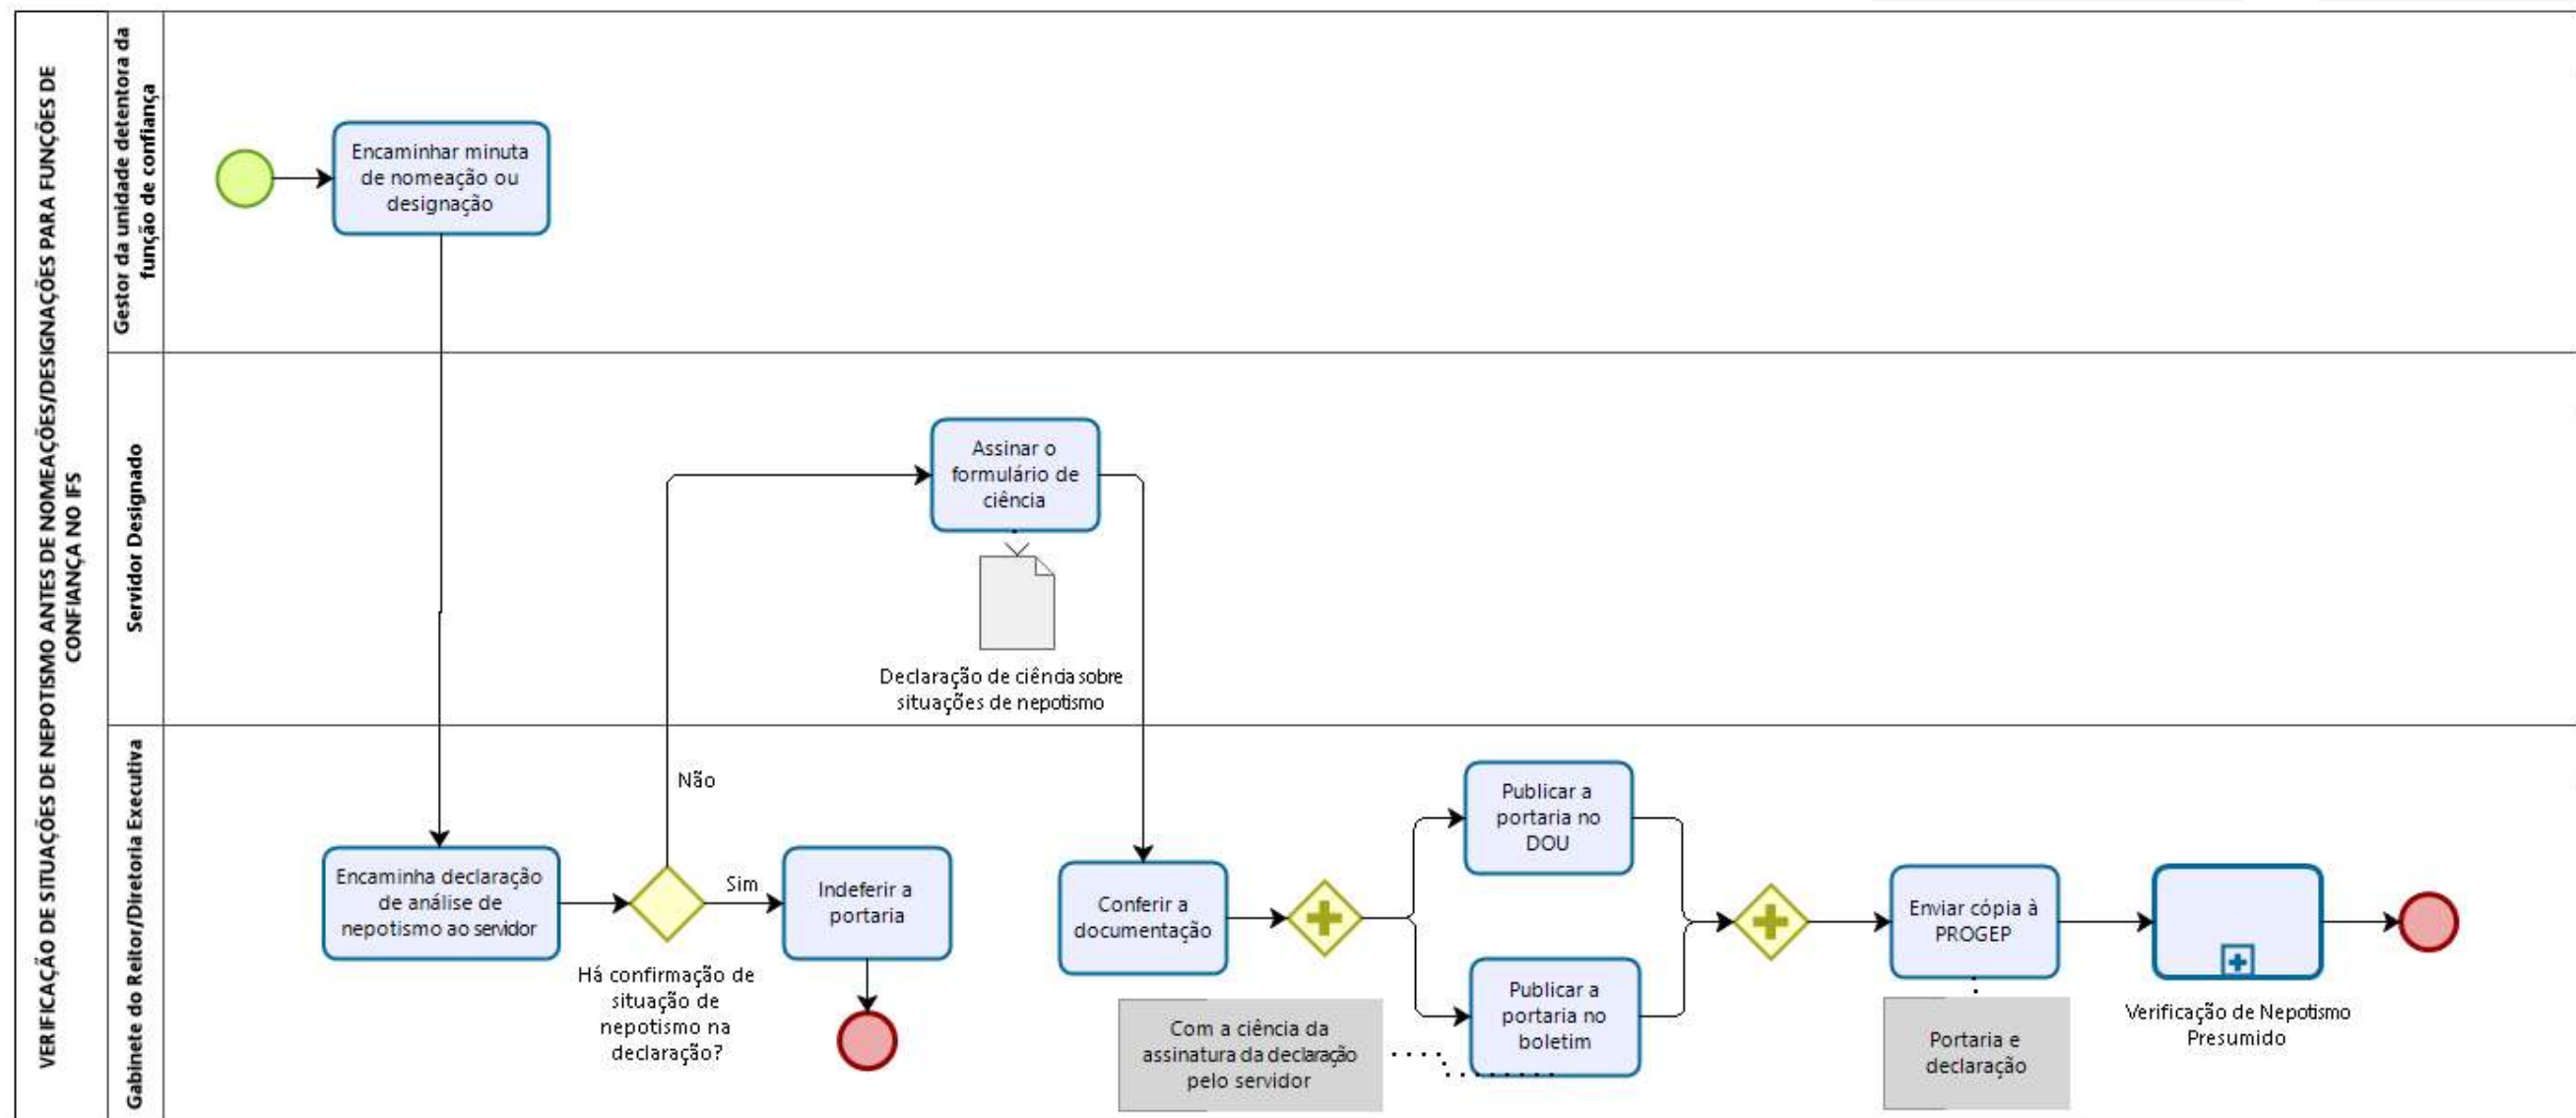 VERIFICAÇÃO DE SITUAÇÕES DE NEPOTISMO ANTES DE NOMEAÇÕES/DESIGNAÇÕES PARA FUNÇÕES DE
CONFIANÇA NO IFS
Gestor da unidade detentora da
função de confiança
Encaminhar minuta
de nomeação ou
designação
Servidor Designado
Assinar o
formulário de
ciência
Declaração de ciência sobre
situações de nepotismo
Gabinete do Reitor/Diretoria Executiva
Encaminha declaração
de análise de
nepotismo ao servidor
Não
Sim
Há confirmação de
situação de
nepotismo na
declaração?
Indeferir a
portaria
Conferir a
documentação
Publicar a
portaria no
DOU
Publicar a
portaria no
boletim
Com a ciência da
assinatura da declaração
pelo servidor
Enviar cópia à
PROGEP
Portaria e
declaração
Verificação de Nepotismo
Presumido